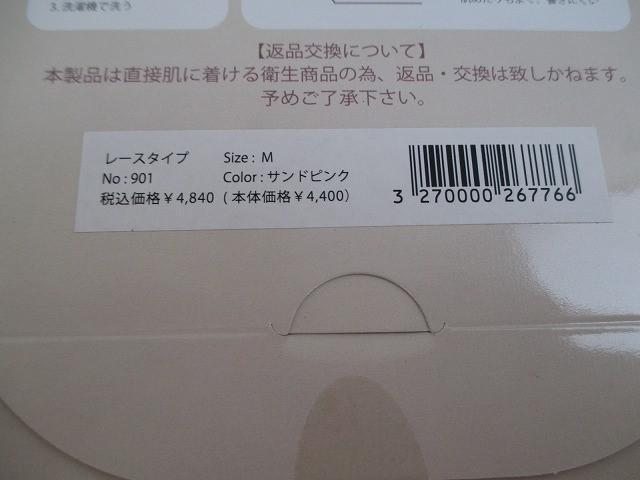 3. 洗濯機で洗う
【返品交換について】
本製品は直接肌に着ける衛生商品の為、返品・交換は致しかねます。
予めご了承下さい。
レースタイプ Size : M
No : 901 Color : サンドピンク
税込価格￥4,840 ( 本体価格￥4,400)
3 270000 267766